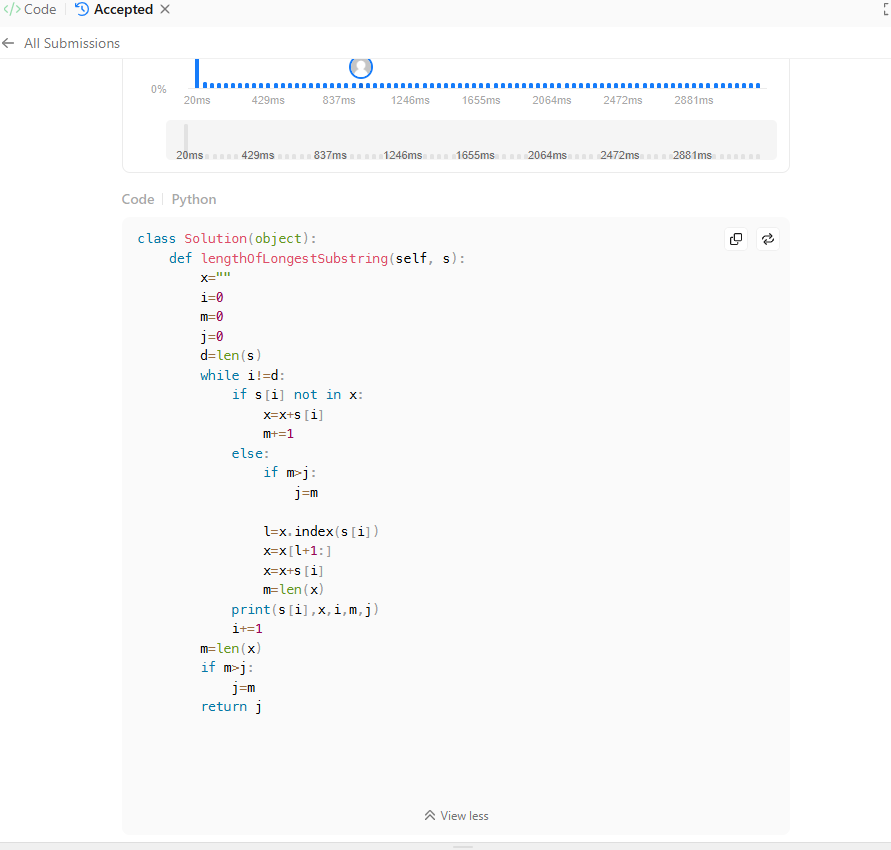 Code Accepted
All Submissions
0%
20ms 429ms 837ms 1246ms 1655ms 2064ms 2472ms 2881ms
20ms 429ms 837ms 1246ms 1655ms 2064ms 2472ms 2881ms
Code Python
class Solution(object):
    def lengthOfLongestSubstring(self, s):
        x=""
        i=0
        m=0
        j=0
        d=len(s)
        while i!=d:
            if s[i] not in x:
                x=x+s[i]
                m+=1
            else:
                if m>j:
                    j=m
                l=x.index(s[i])
                x=x[l+1:]
                x=x+s[i]
                m=len(x)
            print(s[i],x,i,m,j)
            i+=1
        m=len(x)
        if m>j:
            j=m
        return j
View less